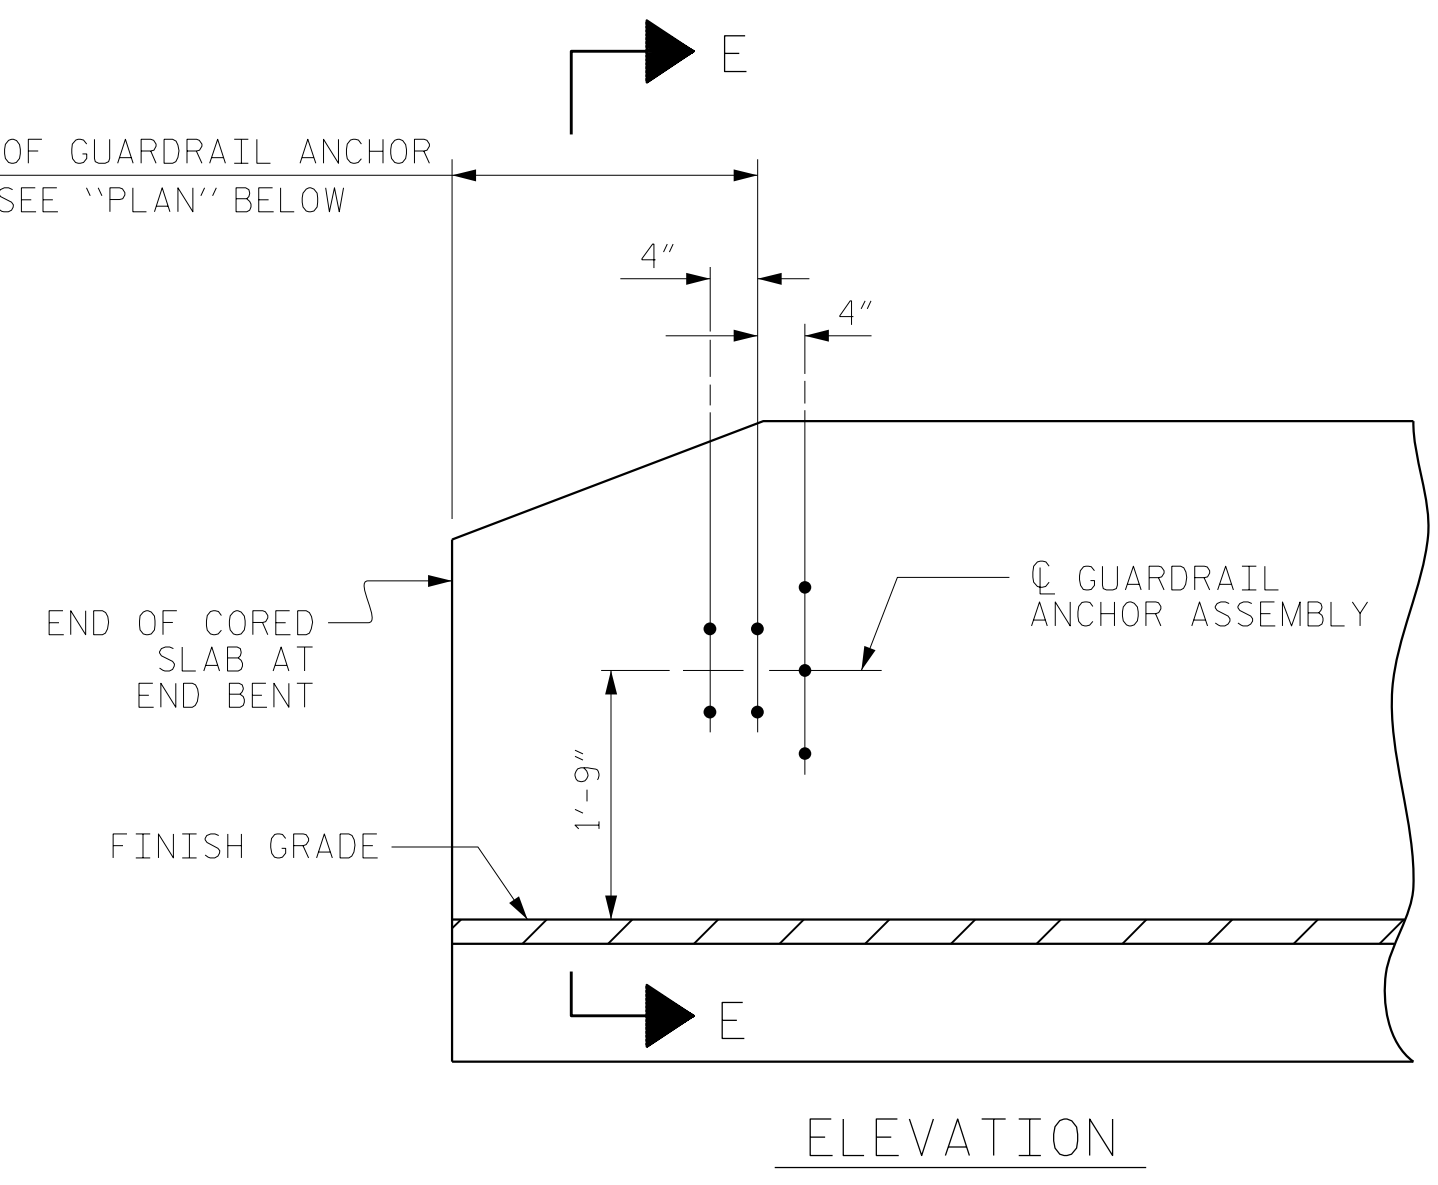 E
OF GUARDRAIL ANCHOR
SEE "PLAN" BELOW
4"
4"
℄ GUARDRAIL
ANCHOR ASSEMBLY
END OF CORED
SLAB AT
END BENT
1'-9"
FINISH GRADE
E
ELEVATION